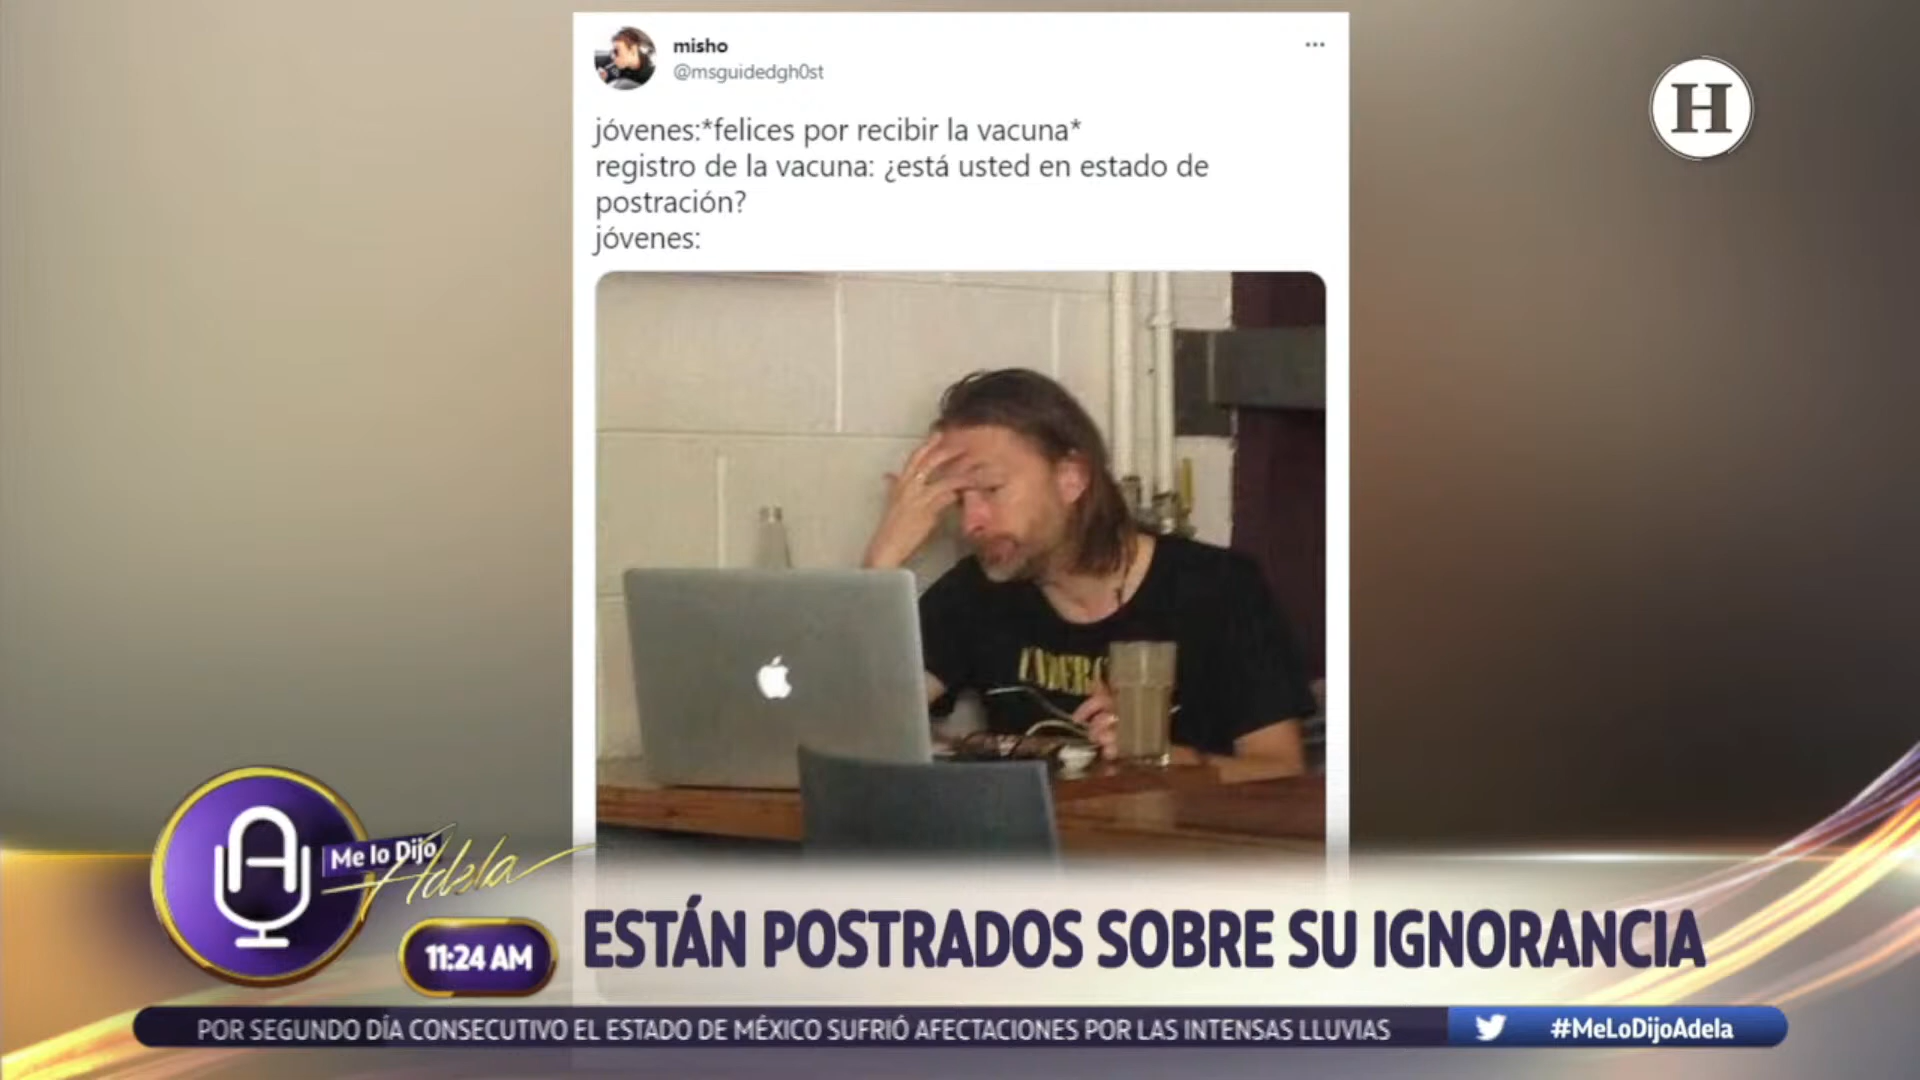 misho
@msguidedgh0st
jóvenes:*felices por recibir la vacuna*
registro de la vacuna: ¿está usted en estado de
postración?
jóvenes:
H
Me lo Dijo
Adela
11:24 AM
ESTÁN POSTRADOS SOBRE SU IGNORANCIA
POR SEGUNDO DÍA CONSECUTIVO EL ESTADO DE MÉXICO SUFRIÓ AFECTACIONES POR LAS INTENSAS LLUVIAS
#MeLoDijoAdela